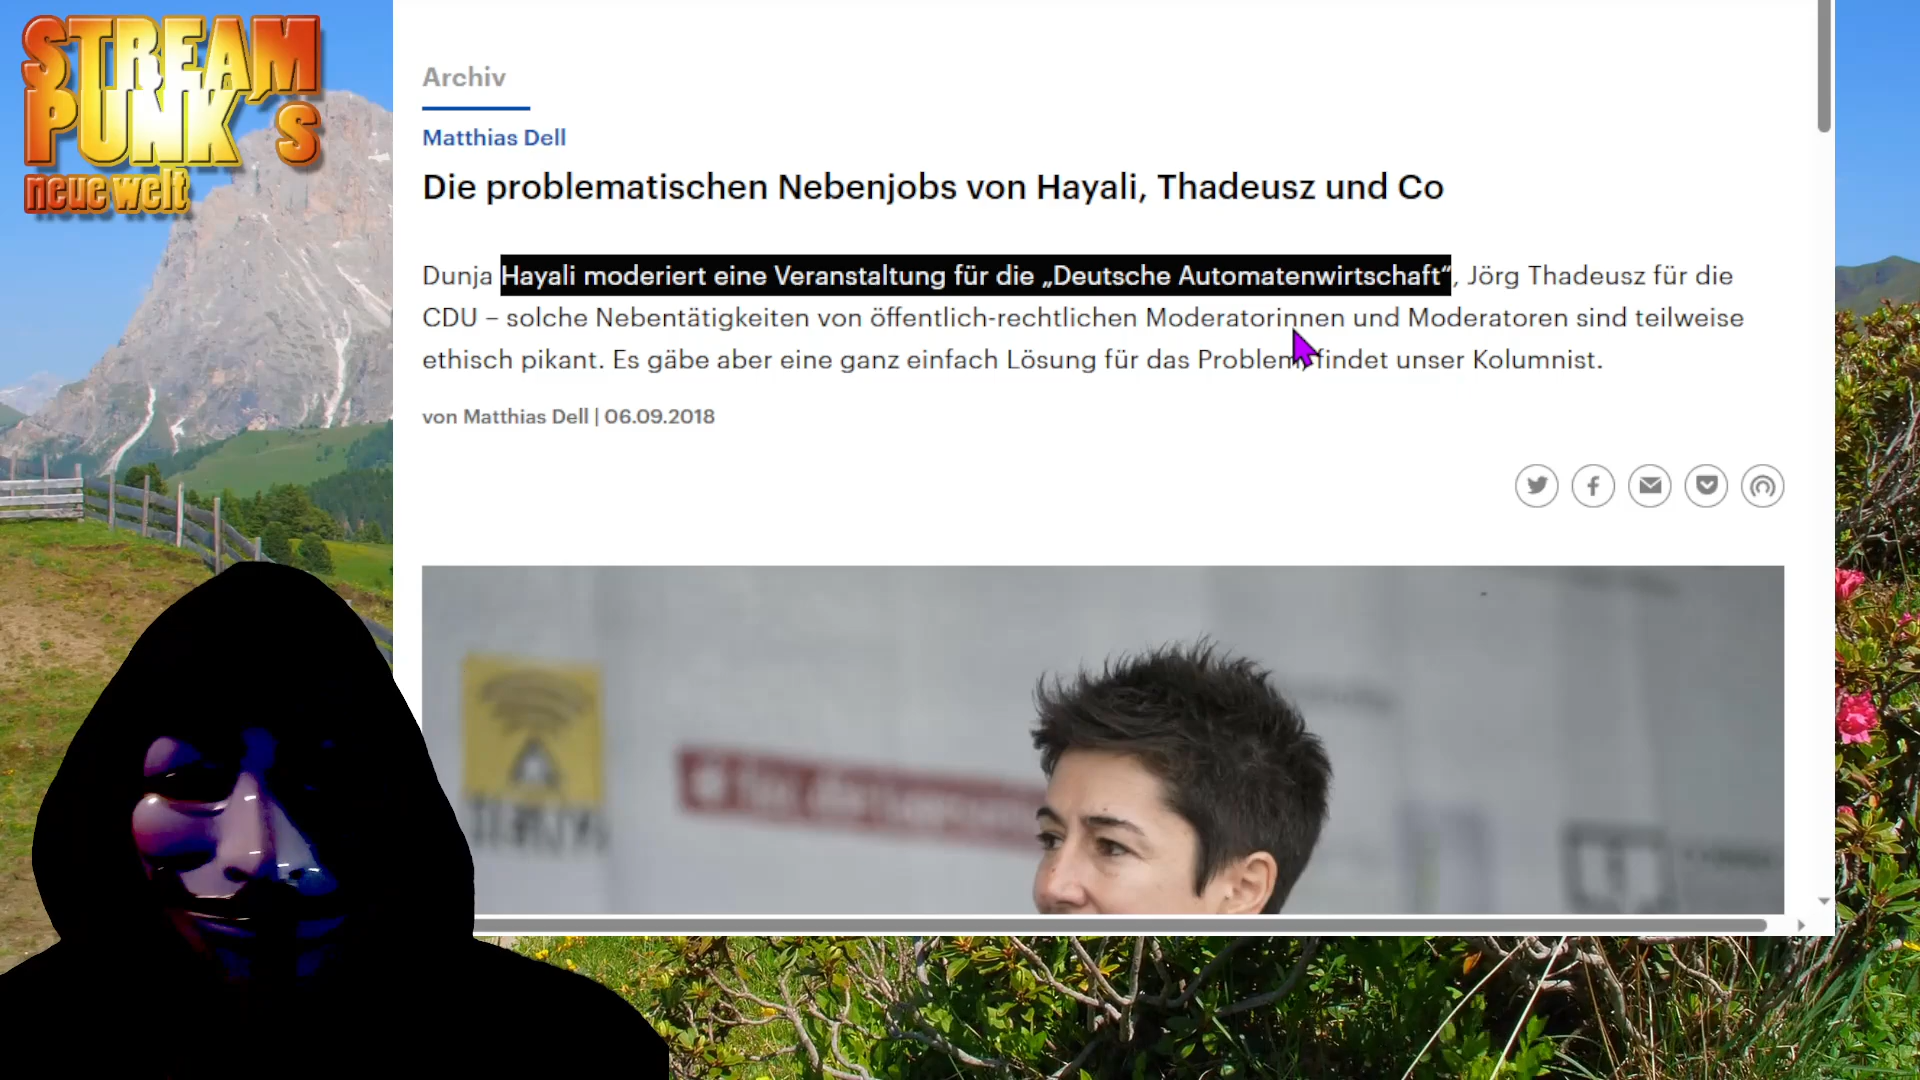 STREAM
PUNK´s
neue welt
Archiv
Matthias Dell
Die problematischen Nebenjobs von Hayali, Thadeusz und Co
Dunja Hayali moderiert eine Veranstaltung für die „Deutsche Automatenwirtschaft“, Jörg Thadeusz für die
CDU – solche Nebentätigkeiten von öffentlich-rechtlichen Moderatorinnen und Moderatoren sind teilweise
ethisch pikant. Es gäbe aber eine ganz einfach Lösung für das Problem, findet unser Kolumnist.
von Matthias Dell | 06.09.2018